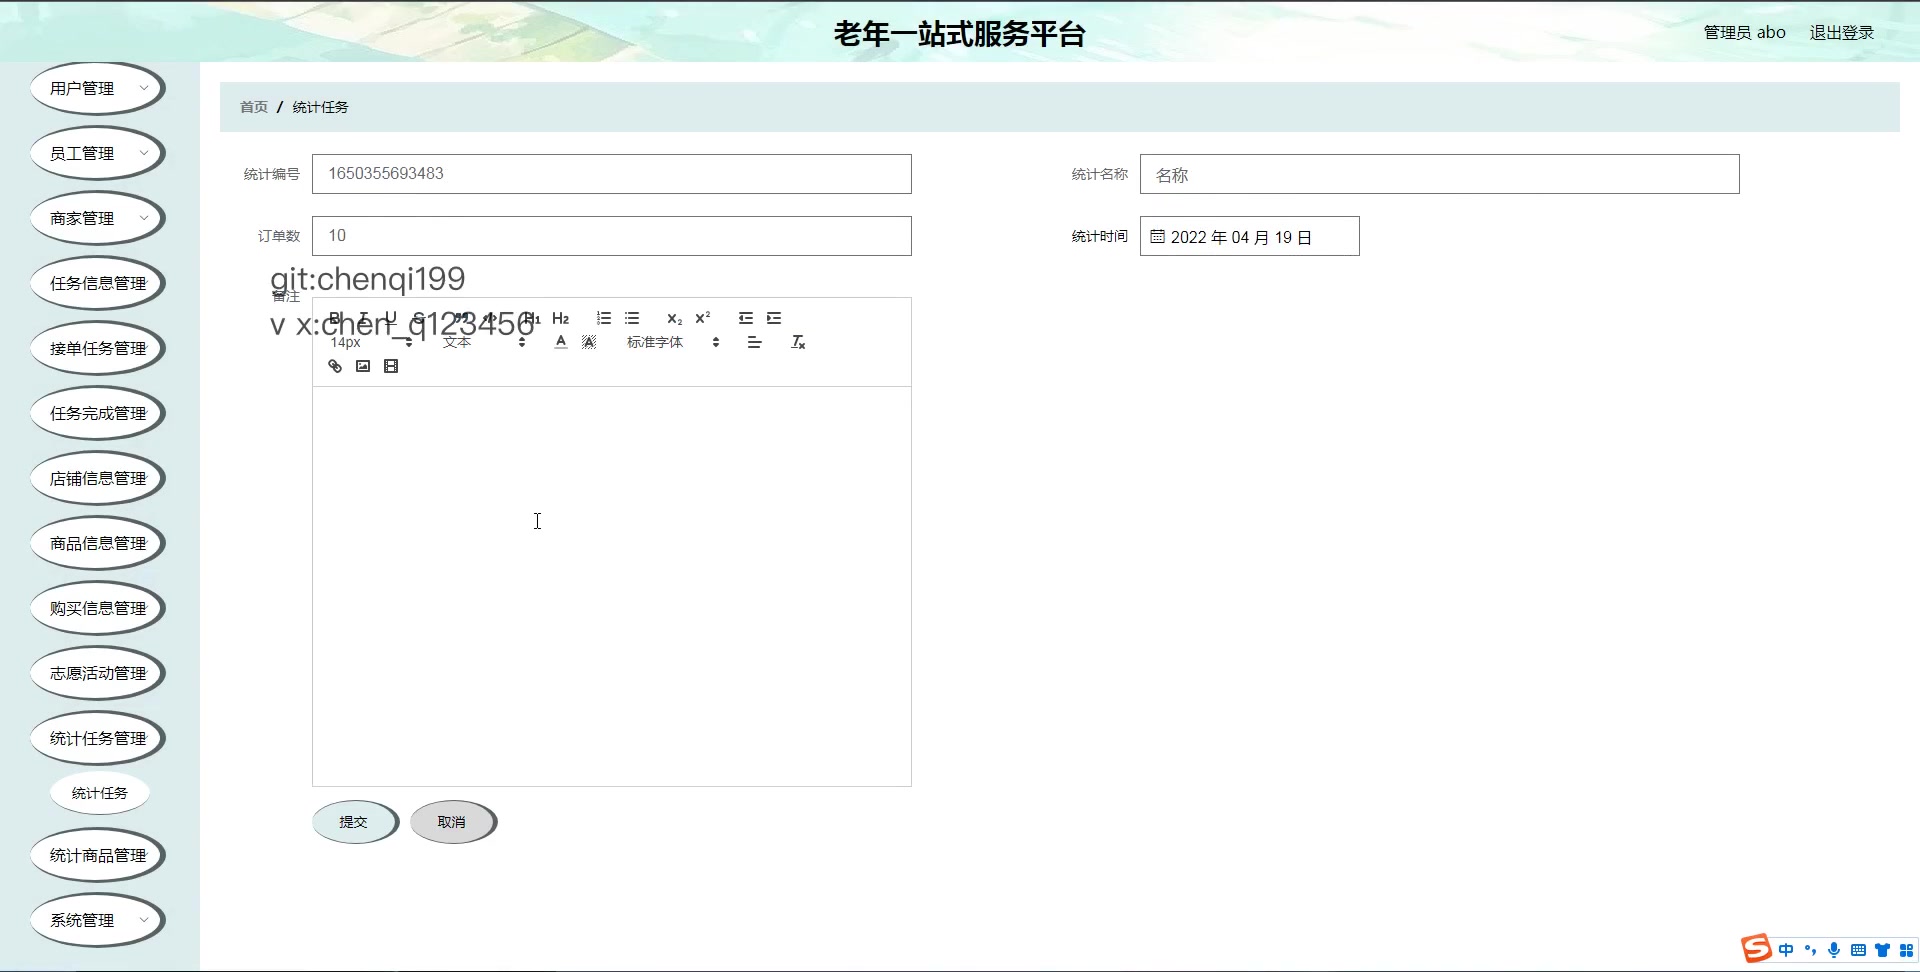 老年一站式服务平台
管理员 abo 退出登录
用户管理
员工管理
商家管理
任务信息管理
接单任务管理
任务完成管理
店铺信息管理
商品信息管理
购买信息管理
志愿活动管理
统计任务管理
统计任务
统计商品管理
系统管理
首页 / 统计任务
统计编号 1650355693483 统计名称 名称
订单数 10 统计时间 2022 年 04 月 19 日
git:chenqi199
备注
v x:chen_q123456
B I U S ❞ </> H1 H2 X₂ X²
14px 文本 A A 标准字体 Tx
提交 取消
中